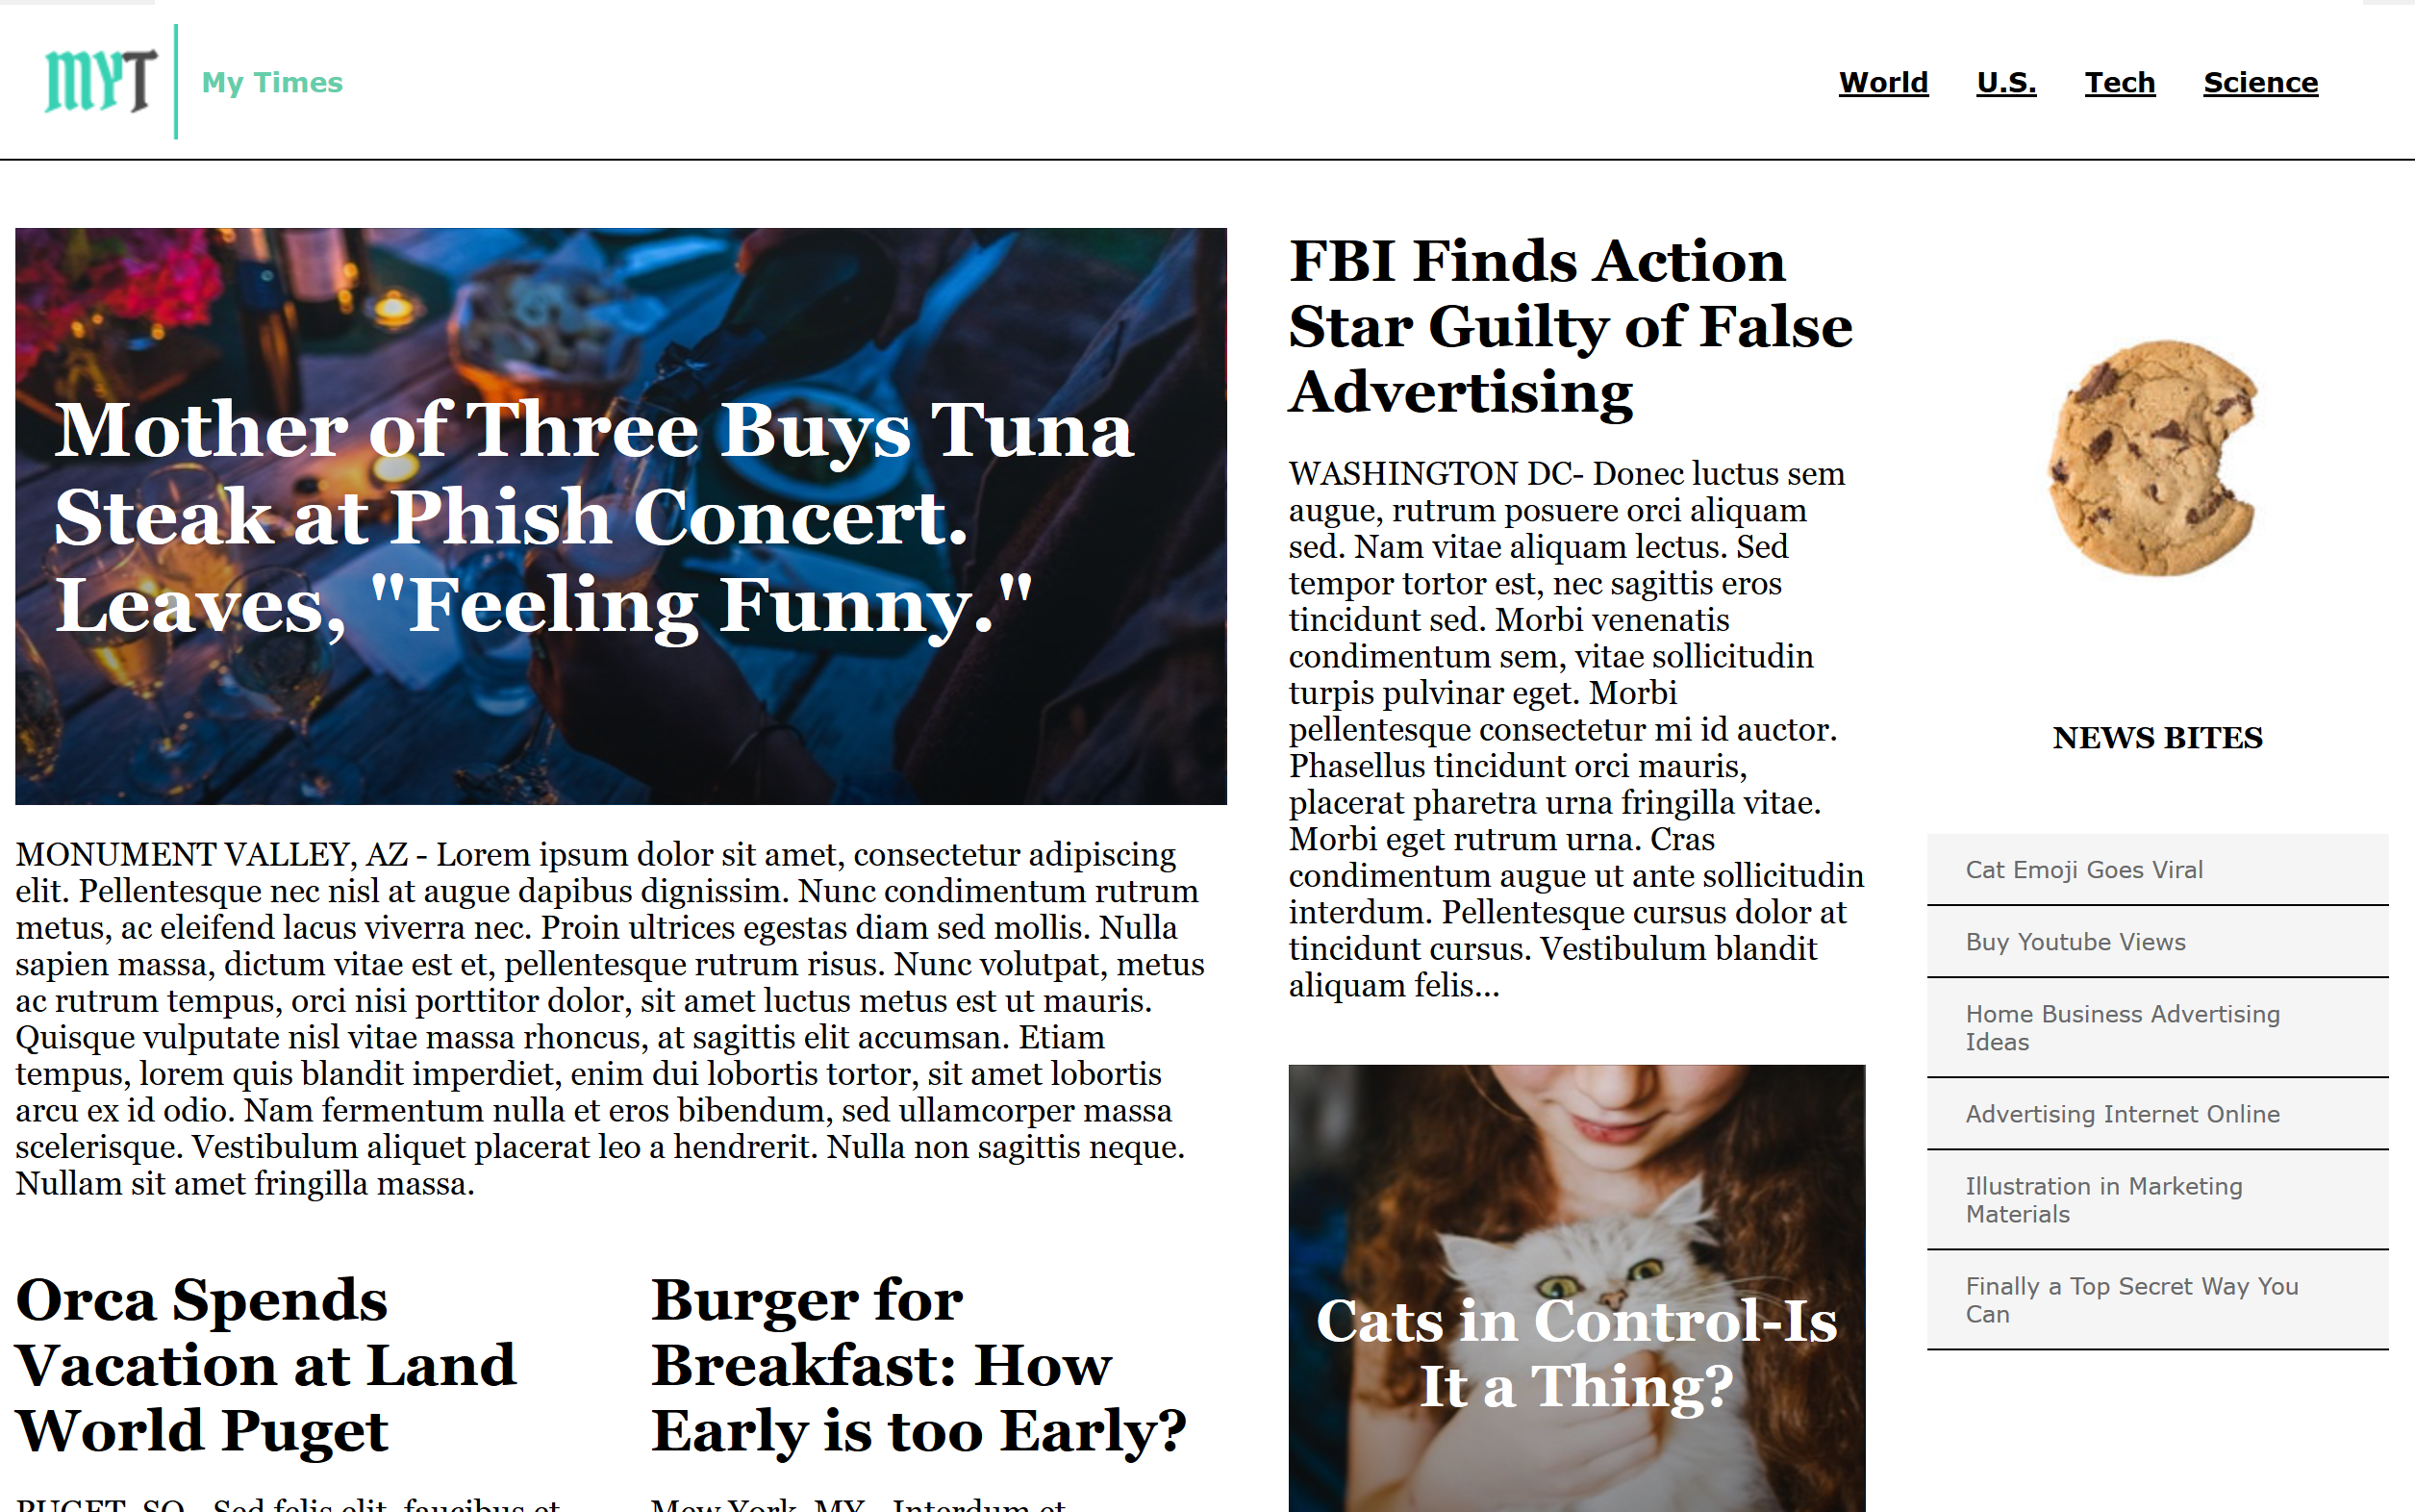 MYT
My Times
World
U.S.
Tech
Science
Mother of Three Buys Tuna
Steak at Phish Concert.
Leaves, "Feeling Funny."
MONUMENT VALLEY, AZ - Lorem ipsum dolor sit amet, consectetur adipiscing
elit. Pellentesque nec nisl at augue dapibus dignissim. Nunc condimentum rutrum
metus, ac eleifend lacus viverra nec. Proin ultrices egestas diam sed mollis. Nulla
sapien massa, dictum vitae est et, pellentesque rutrum risus. Nunc volutpat, metus
ac rutrum tempus, orci nisi porttitor dolor, sit amet luctus metus est ut mauris.
Quisque vulputate nisl vitae massa rhoncus, at sagittis elit accumsan. Etiam
tempus, lorem quis blandit imperdiet, enim dui lobortis tortor, sit amet lobortis
arcu ex id odio. Nam fermentum nulla et eros bibendum, sed ullamcorper massa
scelerisque. Vestibulum aliquet placerat leo a hendrerit. Nulla non sagittis neque.
Nullam sit amet fringilla massa.
Orca Spends
Vacation at Land
World Puget
PUGET, SO - Sed felis elit, faucibus et
Burger for
Breakfast: How
Early is too Early?
Mew York, MY - Interdum et
FBI Finds Action
Star Guilty of False
Advertising
WASHINGTON DC- Donec luctus sem
augue, rutrum posuere orci aliquam
sed. Nam vitae aliquam lectus. Sed
tempor tortor est, nec sagittis eros
tincidunt sed. Morbi venenatis
condimentum sem, vitae sollicitudin
turpis pulvinar eget. Morbi
pellentesque consectetur mi id auctor.
Phasellus tincidunt orci mauris,
placerat pharetra urna fringilla vitae.
Morbi eget rutrum urna. Cras
condimentum augue ut ante sollicitudin
interdum. Pellentesque cursus dolor at
tincidunt cursus. Vestibulum blandit
aliquam felis...
Cats in Control-Is
It a Thing?
NEWS BITES
Cat Emoji Goes Viral
Buy Youtube Views
Home Business Advertising
Ideas
Advertising Internet Online
Illustration in Marketing
Materials
Finally a Top Secret Way You
Can